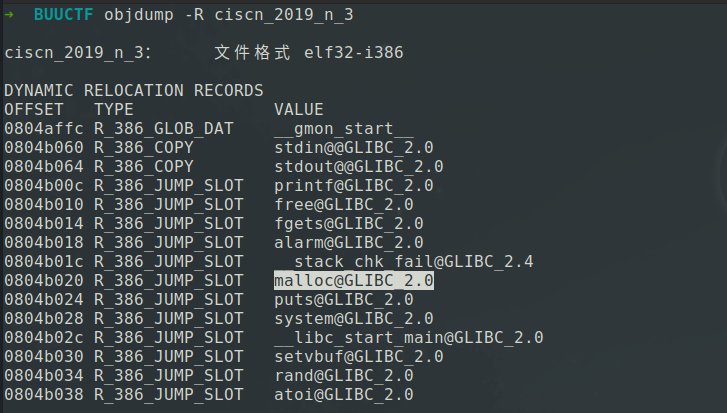 ➜ BUUCTF objdump -R ciscn_2019_n_3
ciscn_2019_n_3： 文件格式 elf32-i386
DYNAMIC RELOCATION RECORDS
OFFSET TYPE VALUE
0804affc R_386_GLOB_DAT __gmon_start__
0804b060 R_386_COPY stdin@@GLIBC_2.0
0804b064 R_386_COPY stdout@@GLIBC_2.0
0804b00c R_386_JUMP_SLOT printf@GLIBC_2.0
0804b010 R_386_JUMP_SLOT free@GLIBC_2.0
0804b014 R_386_JUMP_SLOT fgets@GLIBC_2.0
0804b018 R_386_JUMP_SLOT alarm@GLIBC_2.0
0804b01c R_386_JUMP_SLOT __stack_chk_fail@GLIBC_2.4
0804b020 R_386_JUMP_SLOT malloc@GLIBC_2.0
0804b024 R_386_JUMP_SLOT puts@GLIBC_2.0
0804b028 R_386_JUMP_SLOT system@GLIBC_2.0
0804b02c R_386_JUMP_SLOT __libc_start_main@GLIBC_2.0
0804b030 R_386_JUMP_SLOT setvbuf@GLIBC_2.0
0804b034 R_386_JUMP_SLOT rand@GLIBC_2.0
0804b038 R_386_JUMP_SLOT atoi@GLIBC_2.0